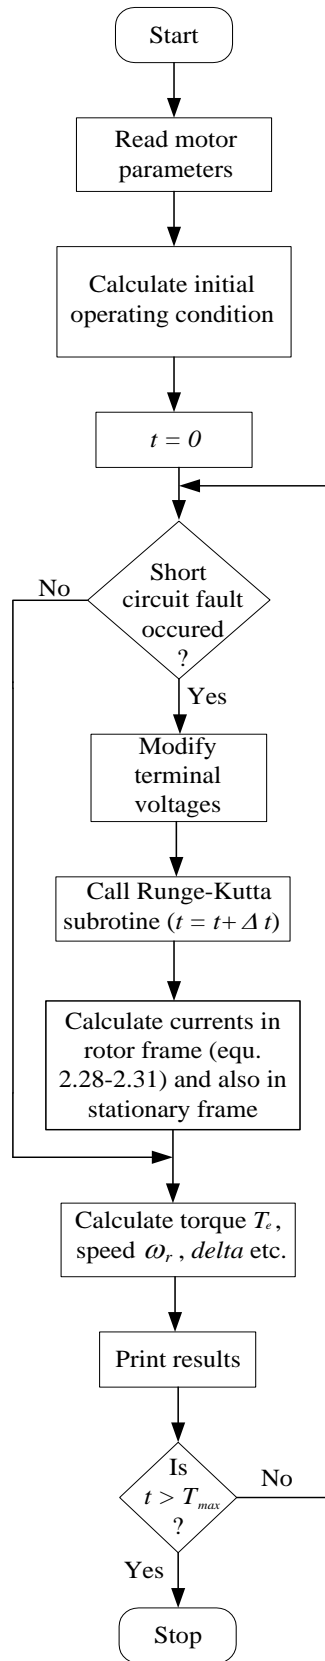 Start
Read motor
parameters
Calculate initial
operating condition
t = 0
Short
circuit fault
occured
?
No
Yes
Modify
terminal
voltages
Call Runge-Kutta
subrotine (t = t+ Δ t)
Calculate currents in
rotor frame (equ.
2.28-2.31) and also in
stationary frame
Calculate torque Tₑ,
speed ωᵣ, delta etc.
Print results
Is
t > Tₘₐₓ
?
No
Yes
Stop